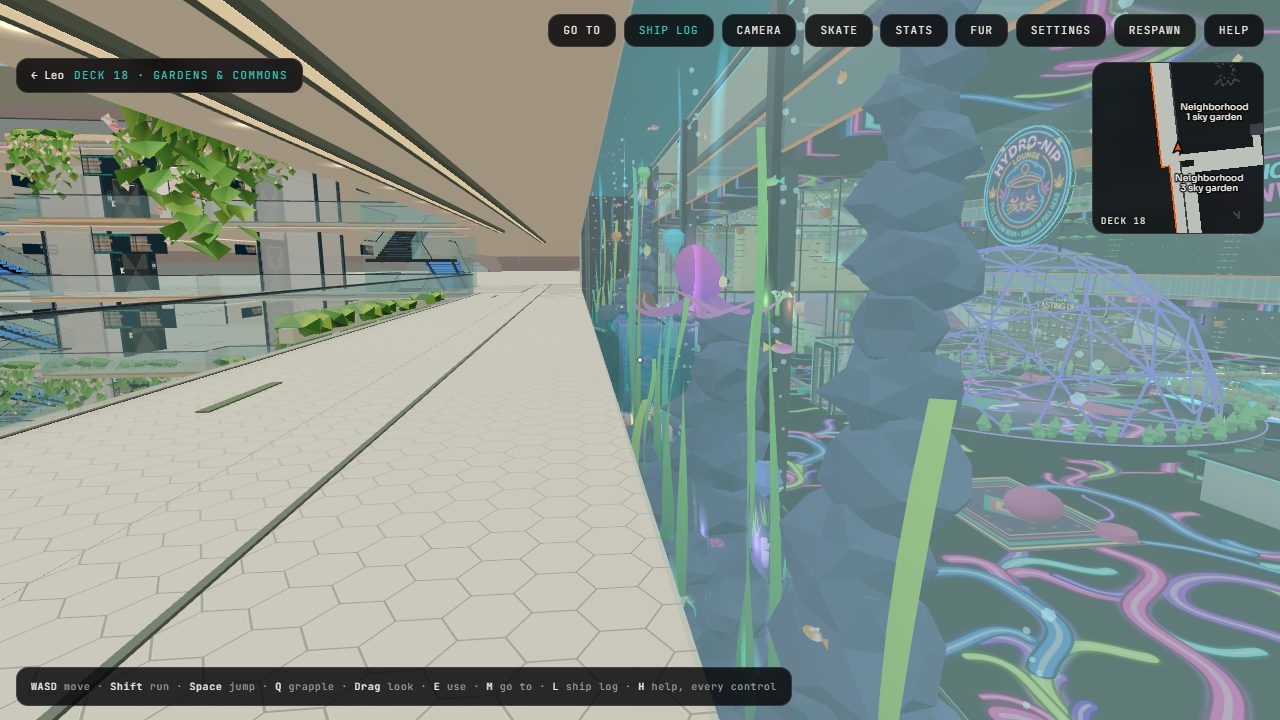 GO TO
SHIP LOG
CAMERA
SKATE
STATS
FUR
SETTINGS
RESPAWN
HELP
← Leo DECK 18 · GARDENS & COMMONS
Neighborhood
1 sky garden
Neighborhood
3 sky garden
DECK 18
HYDRO-NIP
LOUNGE
WASD move · Shift run · Space jump · Q grapple · Drag look · E use · M go to · L ship log · H help, every control